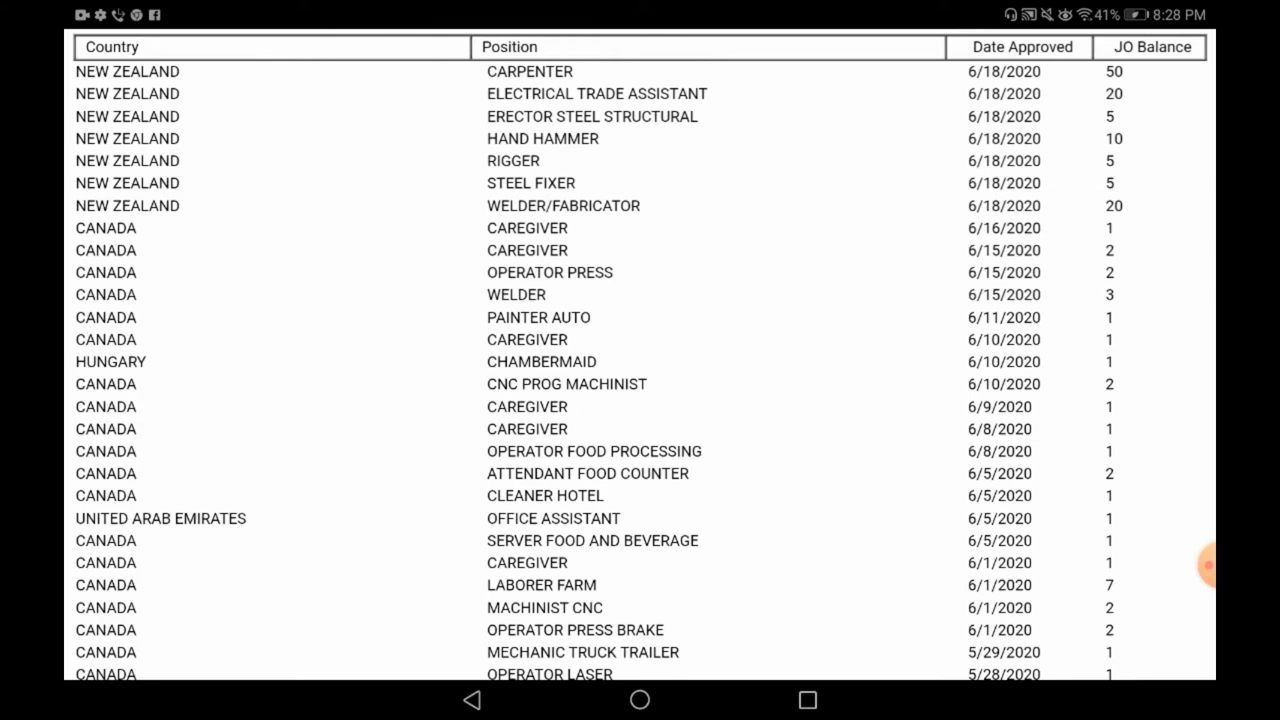 41% 8:28 PM
Country Position Date Approved JO Balance
NEW ZEALAND CARPENTER 6/18/2020 50
NEW ZEALAND ELECTRICAL TRADE ASSISTANT 6/18/2020 20
NEW ZEALAND ERECTOR STEEL STRUCTURAL 6/18/2020 5
NEW ZEALAND HAND HAMMER 6/18/2020 10
NEW ZEALAND RIGGER 6/18/2020 5
NEW ZEALAND STEEL FIXER 6/18/2020 5
NEW ZEALAND WELDER/FABRICATOR 6/18/2020 20
CANADA CAREGIVER 6/16/2020 1
CANADA CAREGIVER 6/15/2020 2
CANADA OPERATOR PRESS 6/15/2020 2
CANADA WELDER 6/15/2020 3
CANADA PAINTER AUTO 6/11/2020 1
CANADA CAREGIVER 6/10/2020 1
HUNGARY CHAMBERMAID 6/10/2020 1
CANADA CNC PROG MACHINIST 6/10/2020 2
CANADA CAREGIVER 6/9/2020 1
CANADA CAREGIVER 6/8/2020 1
CANADA OPERATOR FOOD PROCESSING 6/8/2020 1
CANADA ATTENDANT FOOD COUNTER 6/5/2020 2
CANADA CLEANER HOTEL 6/5/2020 1
UNITED ARAB EMIRATES OFFICE ASSISTANT 6/5/2020 1
CANADA SERVER FOOD AND BEVERAGE 6/5/2020 1
CANADA CAREGIVER 6/1/2020 1
CANADA LABORER FARM 6/1/2020 7
CANADA MACHINIST CNC 6/1/2020 2
CANADA OPERATOR PRESS BRAKE 6/1/2020 2
CANADA MECHANIC TRUCK TRAILER 5/29/2020 1
CANADA OPERATOR LASER 5/28/2020 1